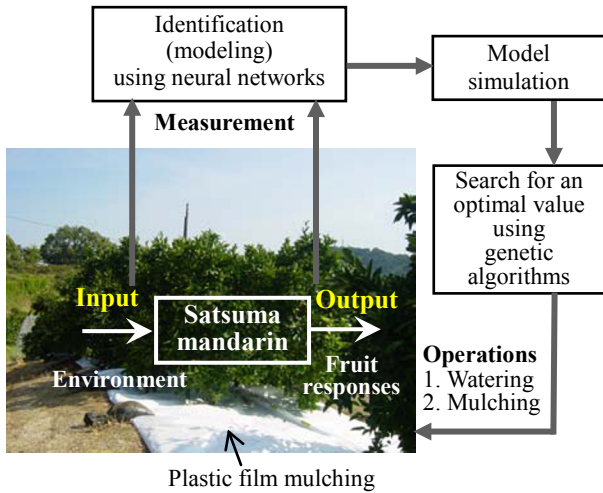 Identification
(modeling)
using neural networks
Model
simulation
Measurement
Search for an
optimal value
using
genetic
algorithms
Input
Output
Satsuma
mandarin
Environment
Fruit
responses
Operations
1. Watering
2. Mulching
Plastic film mulching